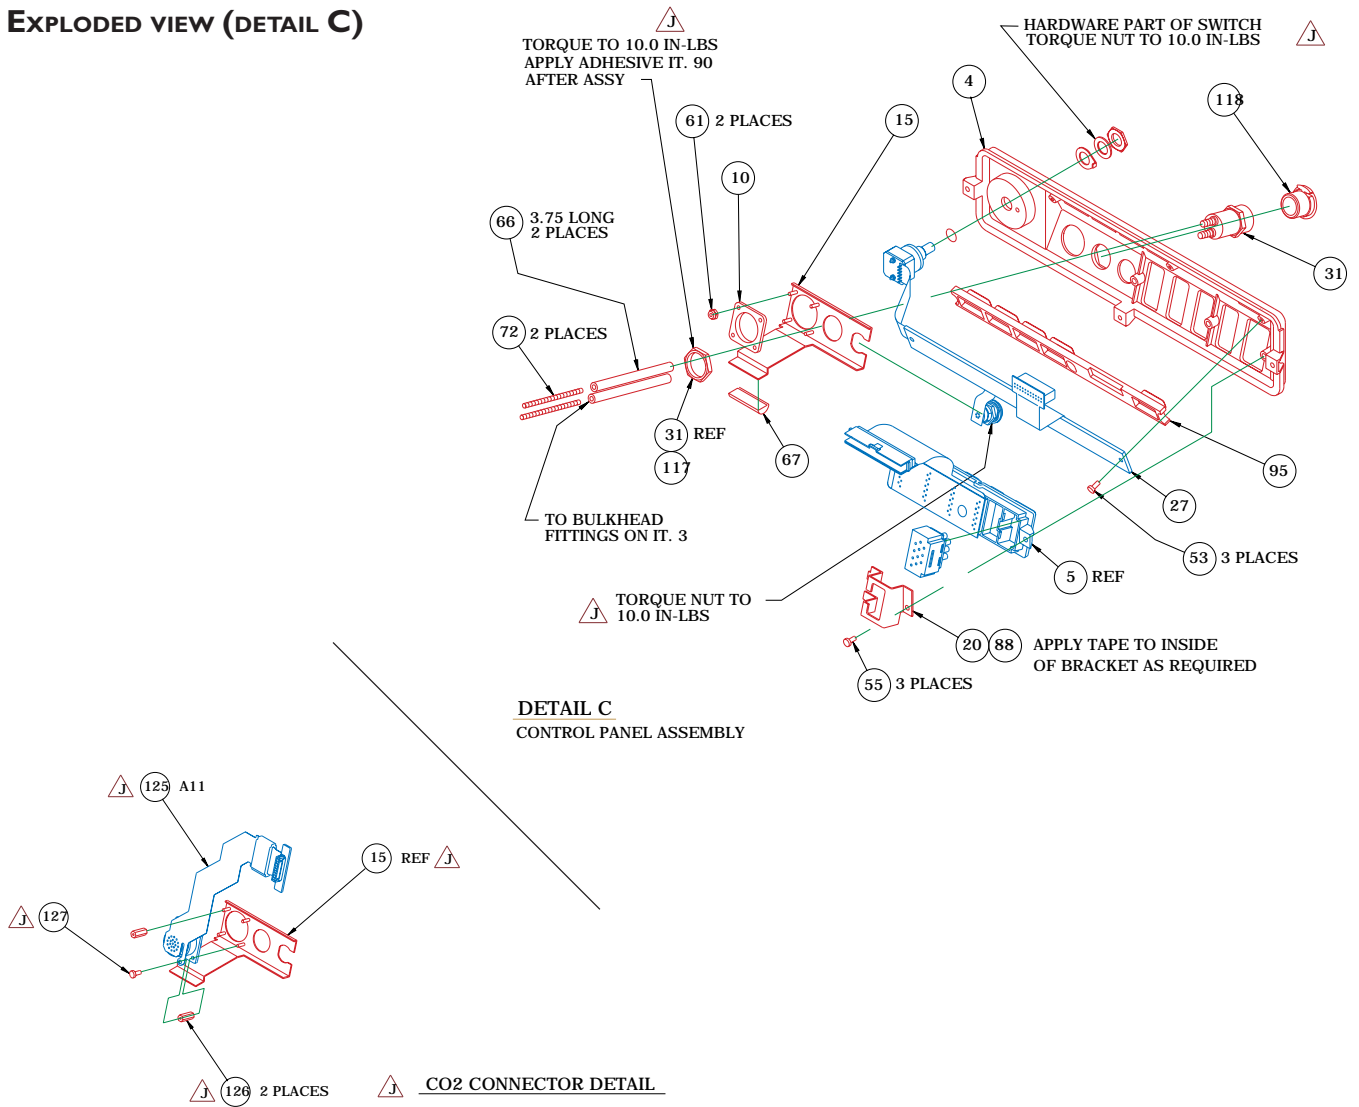 EXPLODED VIEW (DETAIL C)
J
TORQUE TO 10.0 IN-LBS
APPLY ADHESIVE IT. 90
AFTER ASSY
HARDWARE PART OF SWITCH
TORQUE NUT TO 10.0 IN-LBS
J
4
118
61 2 PLACES
15
10
66 3.75 LONG
2 PLACES
31
72 2 PLACES
31 REF
117
67
95
27
TO BULKHEAD
FITTINGS ON IT. 3
53 3 PLACES
5 REF
J
TORQUE NUT TO
10.0 IN-LBS
20 88 APPLY TAPE TO INSIDE
OF BRACKET AS REQUIRED
55 3 PLACES
DETAIL C
CONTROL PANEL ASSEMBLY
J 125 A11
15 REF J
J 127
J 126 2 PLACES
J CO2 CONNECTOR DETAIL